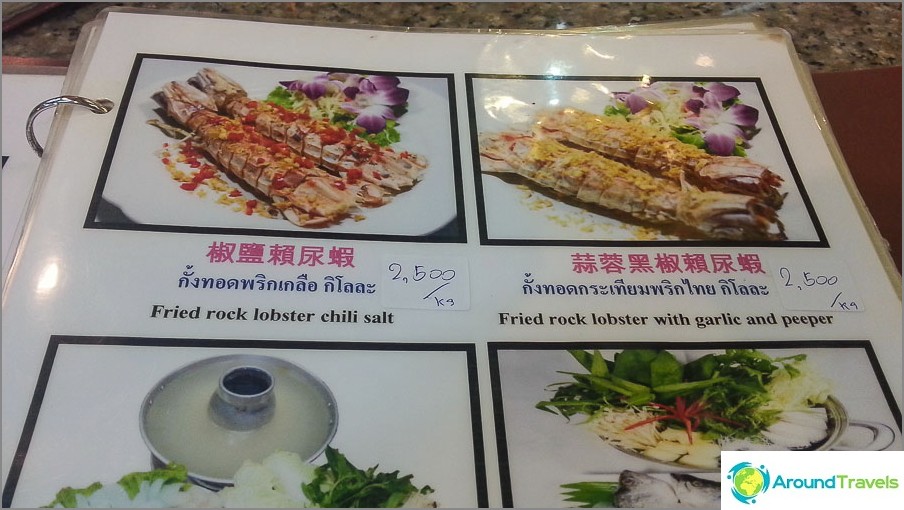 椒鹽賴尿蝦
กั้งทอดพริกเกลือ กิโลละ
2,500
/kg
Fried rock lobster chili salt
蒜蓉黑椒賴尿蝦
กั้งทอดกระเทียมพริกไทย กิโลละ
2,500
/kg
Fried rock lobster with garlic and peeper
AroundTravels